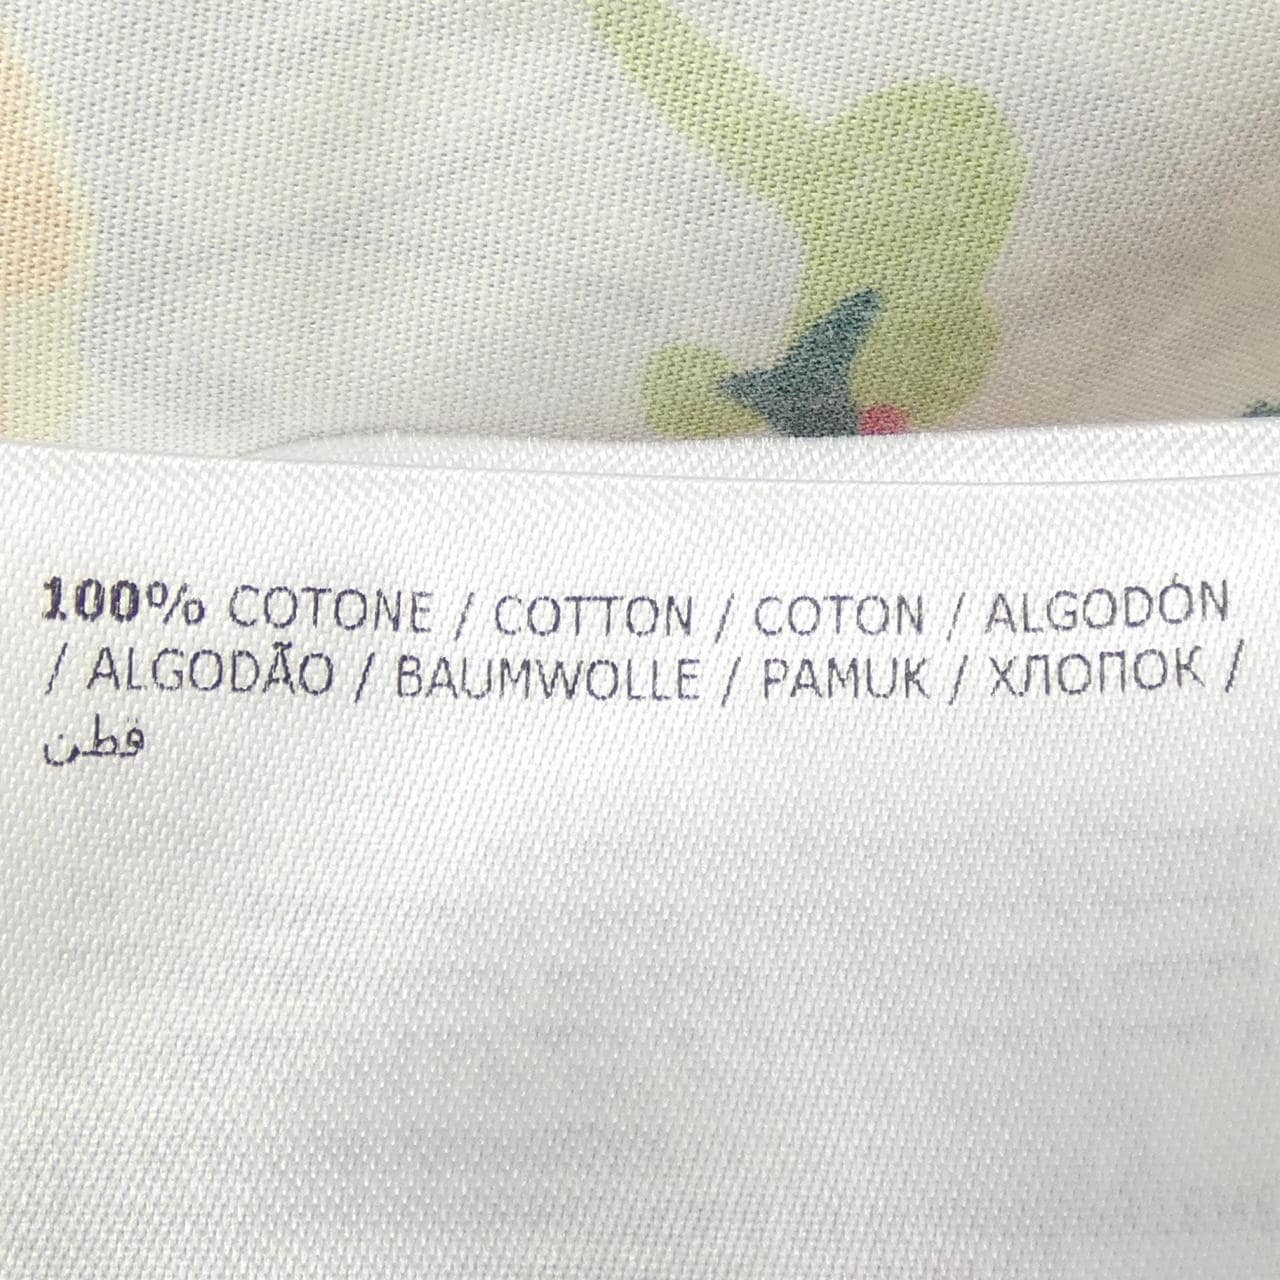 100% COTONE / COTTON / COTON / ALGODÓN
/ ALGODÃO / BAUMWOLLE / PAMUK / ХЛОПОК /
قطن